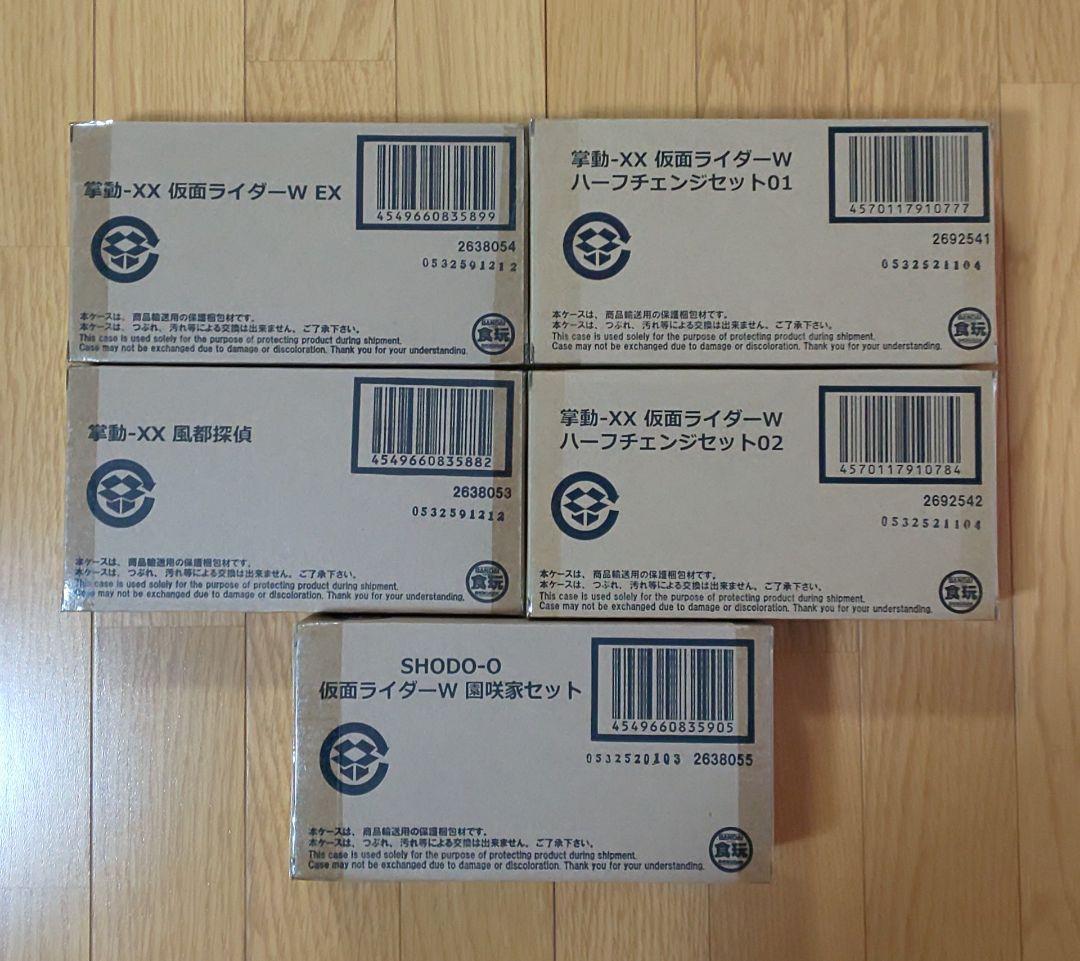 掌動-XX 仮面ライダーW EX
4549660835899
2638054
0532591212
本ケースは、商品輸送用の保護梱包材です。
本ケースは、つぶれ、汚れ等による交換は出来ません。ご了承下さい。
This case is used solely for the purpose of protecting product during shipment.
Case may not be exchanged due to damage or discoloration. Thank you for your understanding.
BANDAI
食玩
掌動-XX 仮面ライダーW
ハーフチェンジセット01
4570117910777
2692541
0532521104
本ケースは、商品輸送用の保護梱包材です。
本ケースは、つぶれ、汚れ等による交換は出来ません。ご了承下さい。
This case is used solely for the purpose of protecting product during shipment.
Case may not be exchanged due to damage or discoloration. Thank you for your understanding.
BANDAI
食玩
掌動-XX 風都探偵
4549660835882
2638053
0532591212
本ケースは、商品輸送用の保護梱包材です。
本ケースは、つぶれ、汚れ等による交換は出来ません。ご了承下さい。
This case is used solely for the purpose of protecting product during shipment.
Case may not be exchanged due to damage or discoloration. Thank you for your understanding.
BANDAI
食玩
掌動-XX 仮面ライダーW
ハーフチェンジセット02
4570117910784
2692542
0532521104
本ケースは、商品輸送用の保護梱包材です。
本ケースは、つぶれ、汚れ等による交換は出来ません。ご了承下さい。
This case is used solely for the purpose of protecting product during shipment.
Case may not be exchanged due to damage or discoloration. Thank you for your understanding.
BANDAI
食玩
SHODO-O
仮面ライダーW 園咲家セット
4549660835905
0532520103 2638055
本ケースは、商品輸送用の保護梱包材です。
本ケースは、つぶれ、汚れ等による交換は出来ません。ご了承下さい。
This case is used solely for the purpose of protecting product during shipment.
Case may not be exchanged due to damage or discoloration. Thank you for your understanding.
BANDAI
食玩